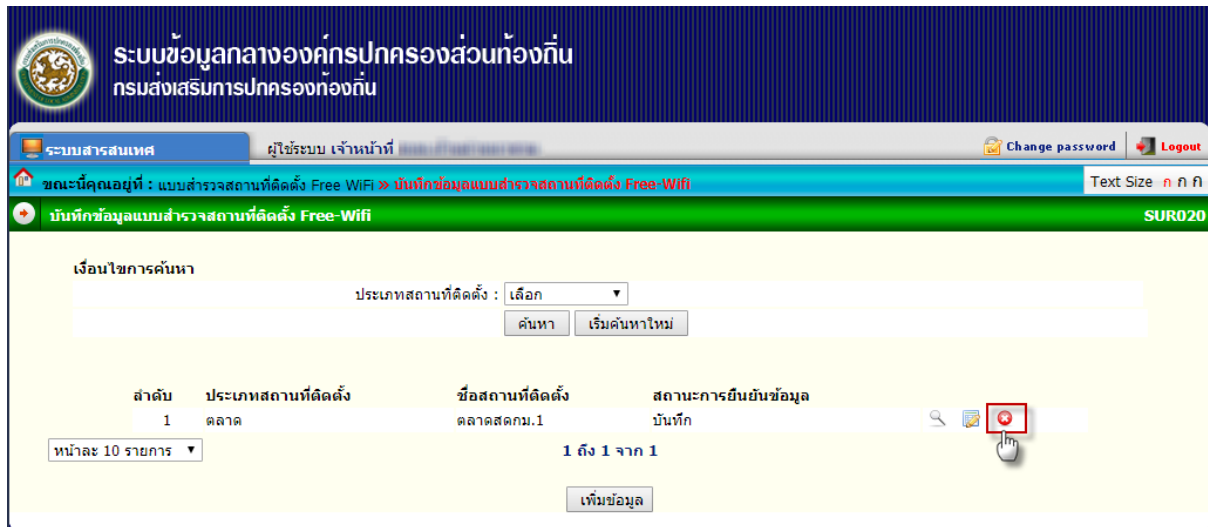 ระบบข้อมูลกลางองค์กรปกครองส่วนท้องถิ่น
กรมส่งเสริมการปกครองท้องถิ่น
ระบบสารสนเทศ ผู้ใช้ระบบ เจ้าหน้าที่ Change password Logout
ขณะนี้คุณอยู่ที่ : แบบสำรวจสถานที่ติดตั้ง Free WiFi » บันทึกข้อมูลแบบสำรวจสถานที่ติดตั้ง Free-Wifi Text Size ก ก ก
บันทึกข้อมูลแบบสำรวจสถานที่ติดตั้ง Free-Wifi SUR020
เงื่อนไขการค้นหา
ประเภทสถานที่ติดตั้ง : เลือก
ค้นหา เริ่มค้นหาใหม่
ลำดับ ประเภทสถานที่ติดตั้ง ชื่อสถานที่ติดตั้ง สถานะการยืนยันข้อมูล
1 ตลาด ตลาดสดกม.1 บันทึก
หน้าละ 10 รายการ 1 ถึง 1 จาก 1
เพิ่มข้อมูล